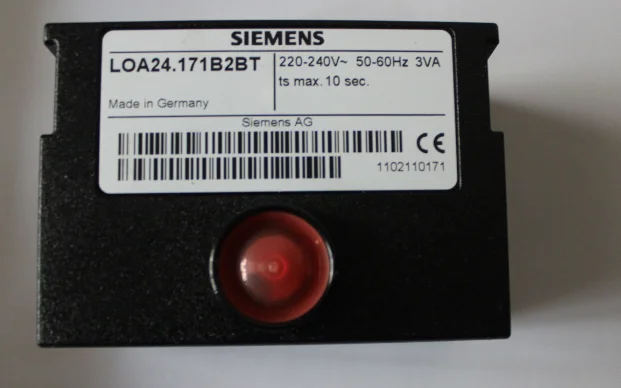 SIEMENS
LOA24.171B2BT
220-240V~ 50-60Hz 3VA
ts max. 10 sec.
Made in Germany
Siemens AG
CE
1102110171